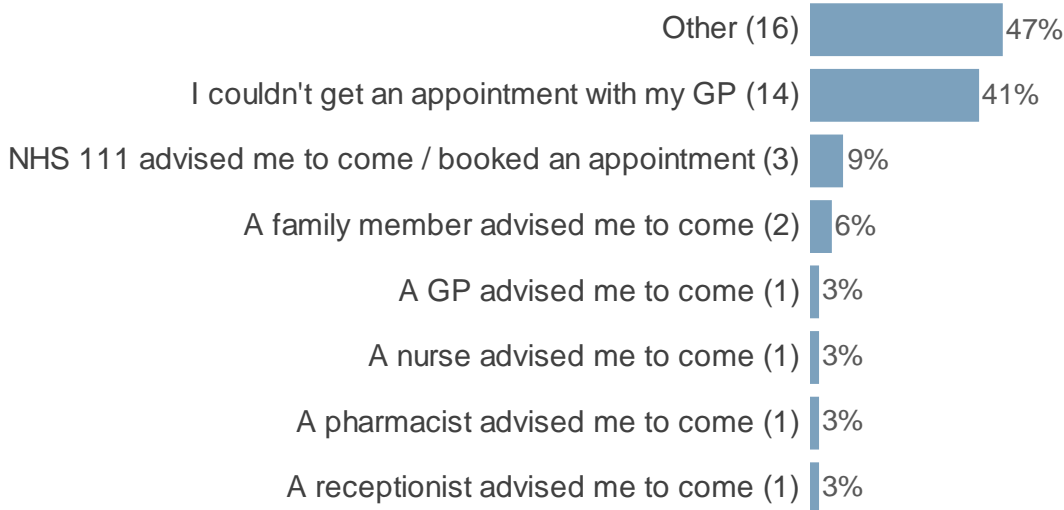 Other (16) 47%
I couldn't get an appointment with my GP (14) 41%
NHS 111 advised me to come / booked an appointment (3) 9%
A family member advised me to come (2) 6%
A GP advised me to come (1) 3%
A nurse advised me to come (1) 3%
A pharmacist advised me to come (1) 3%
A receptionist advised me to come (1) 3%